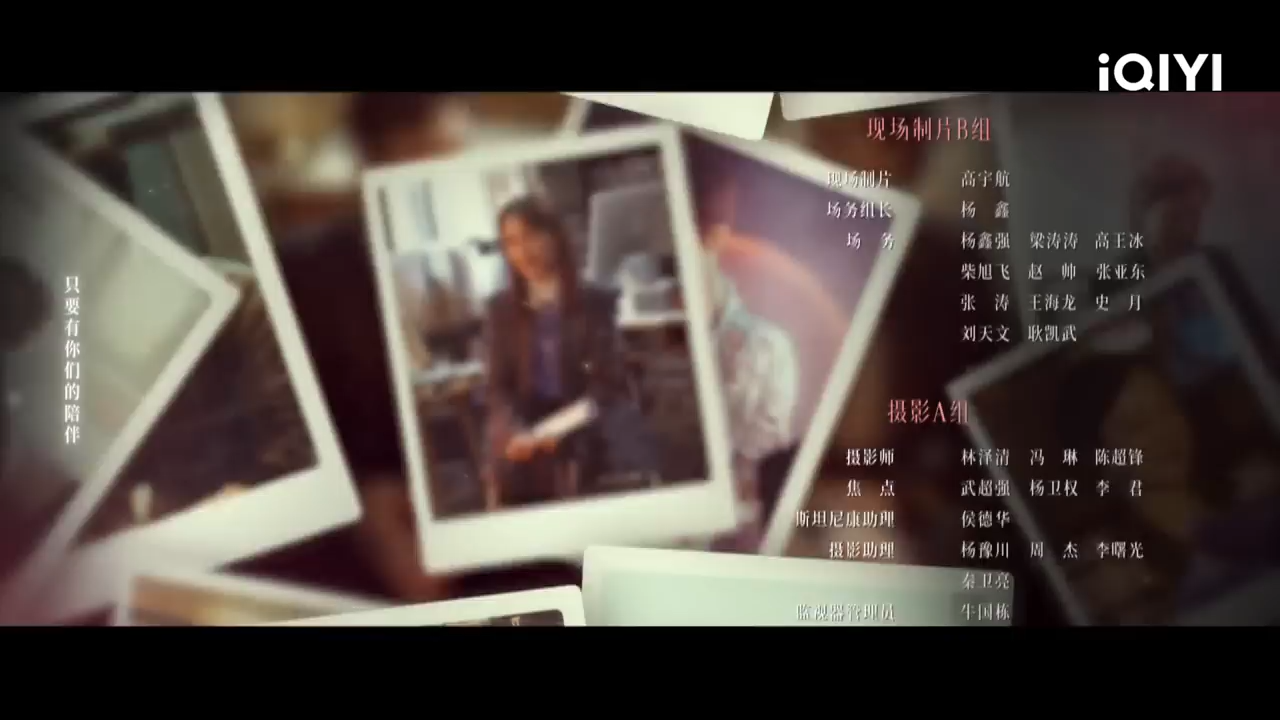 iQIYI
现场制片B组
现场制片 高宇航
场务组长 杨 鑫
场 务 杨鑫强 梁涛涛 高王冰
柴旭飞 赵 帅 张亚东
张 涛 王海龙 史 月
刘天文 耿凯武
摄影A组
摄影师 林泽清 冯 琳 陈超锋
焦 点 武超强 杨卫权 李 君
斯坦尼康助理 侯德华
摄影助理 杨豫川 周 杰 李曙光
秦卫亮
监视器管理员 牛国栋
只要有你们的陪伴